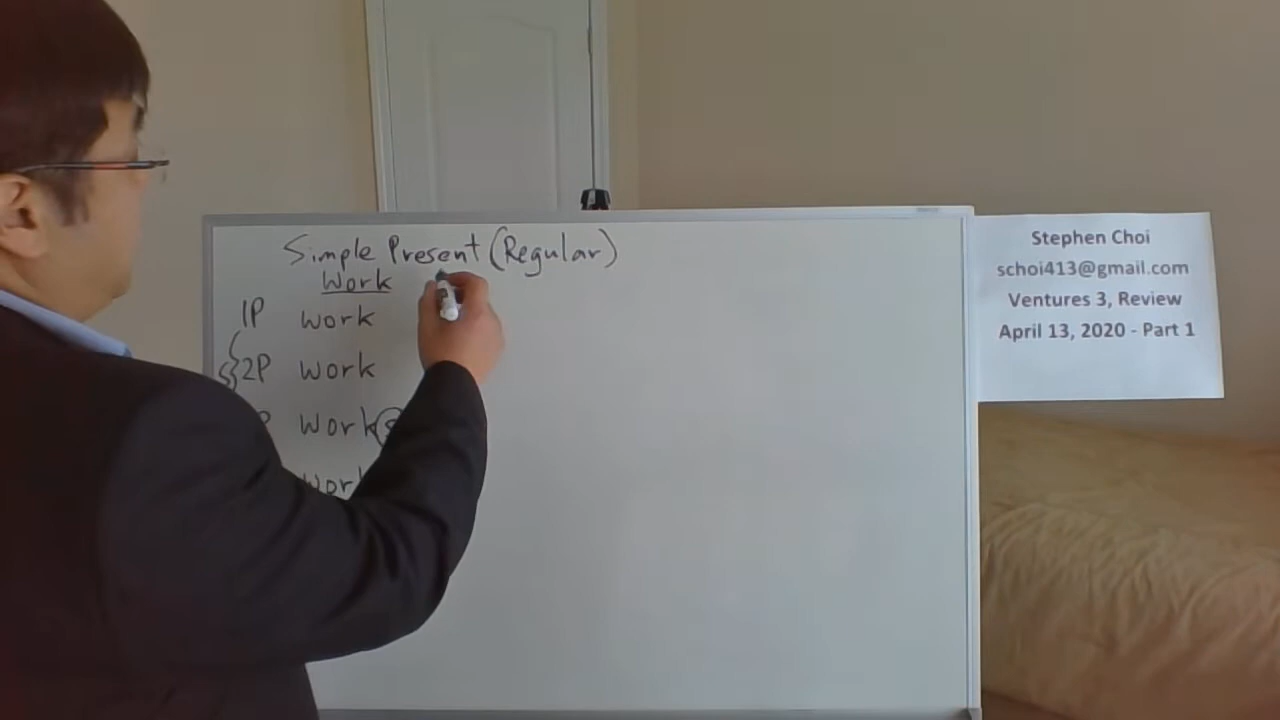 Simple Present (Regular)
Work
1P work
S 2P work
P works
work
Stephen Choi
schoi413@gmail.com
Ventures 3, Review
April 13, 2020 - Part 1